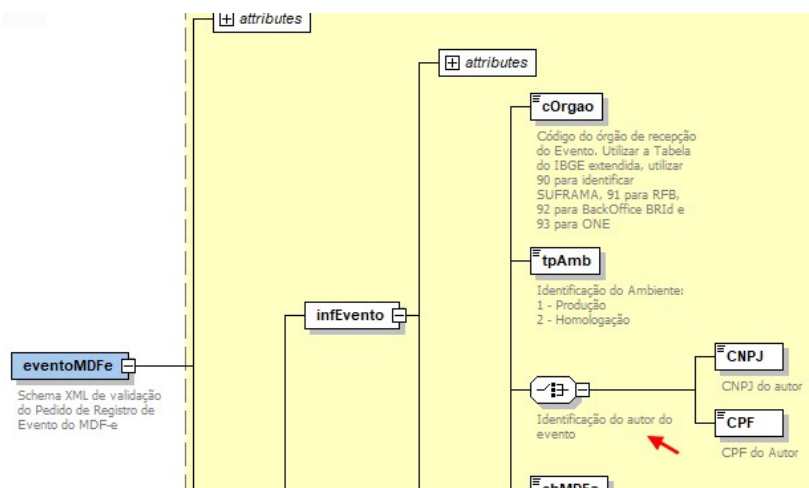 attributes
attributes
cOrgao
Código do órgão de recepção
do Evento. Utilizar a Tabela
do IBGE extendida, utilizar
90 para identificar
SUFRAMA, 91 para RFB,
92 para BackOffice BRId e
93 para ONE
tpAmb
Identificação do Ambiente:
1 - Produção
2 - Homologação
infEvento
eventoMDFe
Schema XML de validação
do Pedido de Registro de
Evento do MDF-e
CNPJ
CNPJ do autor
Identificação do autor do
evento
CPF
CPF do Autor
chMDFe